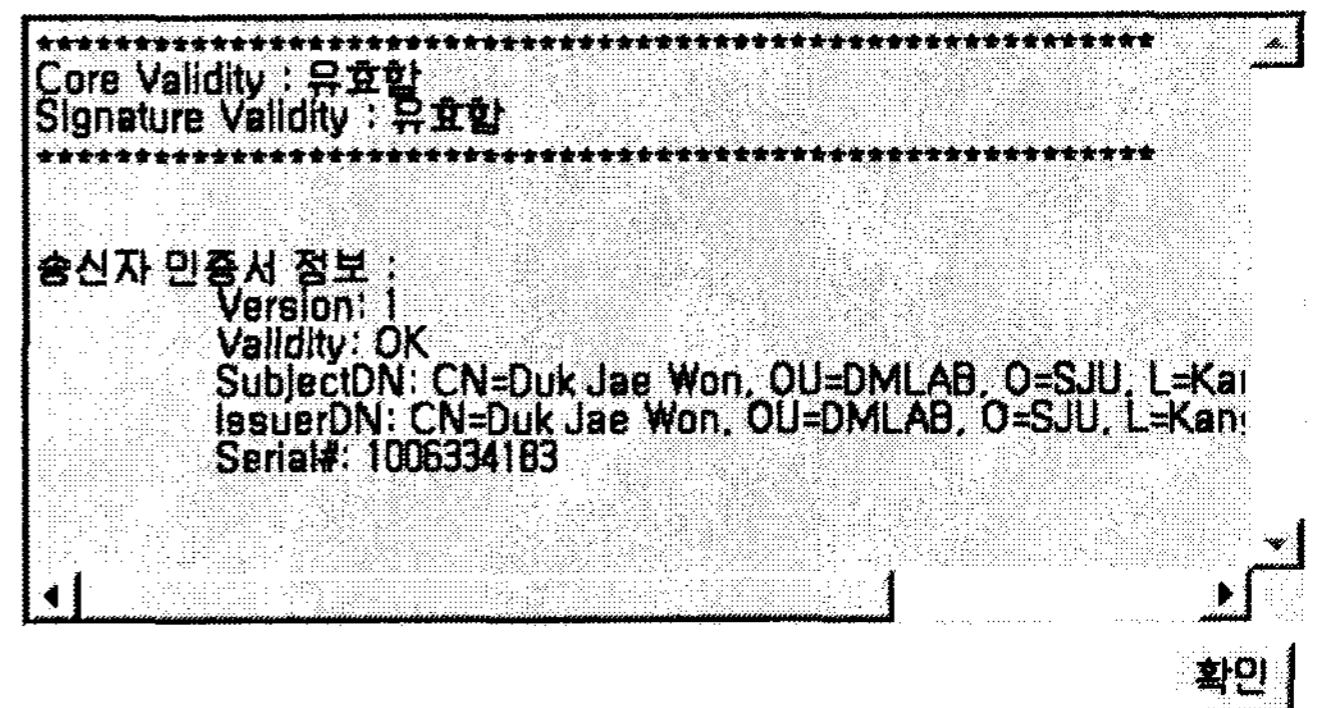 ************************************************************
Core Validity : 유효함
Signature Validity : 유효함
************************************************************
송신자 인증서 정보 :
Version: 1
Validity: OK
SubjectDN: CN=Duk Jae Won, OU=DMLAB, O=SJU, L=Kan
IssuerDN: CN=Duk Jae Won, OU=DMLAB, O=SJU, L=Kang
Serial#: 1006334183
확인